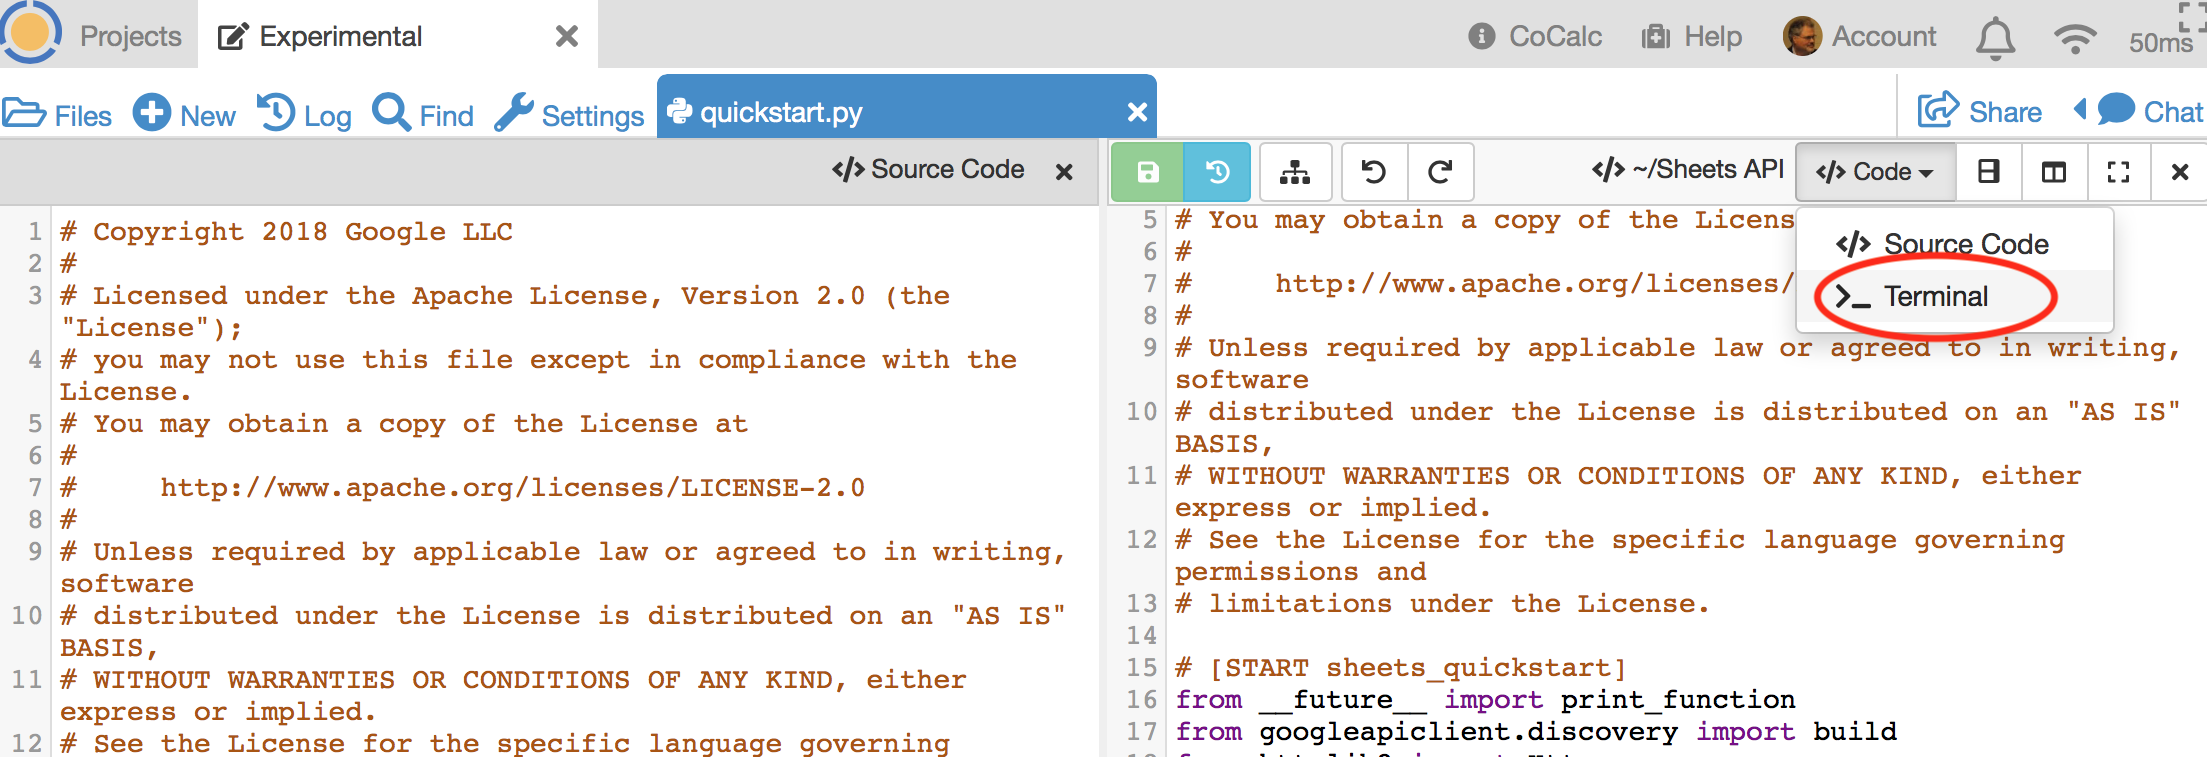 Projects Experimental CoCalc Help Account 50ms
Files New Log Find Settings quickstart.py Share Chat
</> Source Code
</> ~/Sheets API </> Code
</> Source Code
>_ Terminal
1 # Copyright 2018 Google LLC
2 #
3 # Licensed under the Apache License, Version 2.0 (the
"License");
4 # you may not use this file except in compliance with the
License.
5 # You may obtain a copy of the License at
6 #
7 #     http://www.apache.org/licenses/LICENSE-2.0
8 #
9 # Unless required by applicable law or agreed to in writing,
software
10 # distributed under the License is distributed on an "AS IS"
BASIS,
11 # WITHOUT WARRANTIES OR CONDITIONS OF ANY KIND, either
express or implied.
12 # See the License for the specific language governing
5 # You may obtain a copy of the Licens
6 #
7 #     http://www.apache.org/licenses/
8 #
9 # Unless required by applicable law or agreed to in writing,
software
10 # distributed under the License is distributed on an "AS IS"
BASIS,
11 # WITHOUT WARRANTIES OR CONDITIONS OF ANY KIND, either
express or implied.
12 # See the License for the specific language governing
permissions and
13 # limitations under the License.
14
15 # [START sheets_quickstart]
16 from __future__ import print_function
17 from googleapiclient.discovery import build